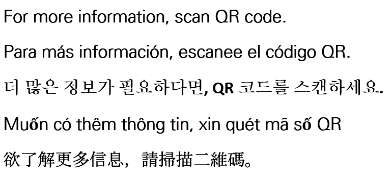 For more information, scan QR code.
Para más información, escanee el código QR.
더 많은 정보가 필요하다면, QR 코드를 스캔하세요.
Muốn có thêm thông tin, xin quét mã số QR
欲了解更多信息，請掃描二維碼。